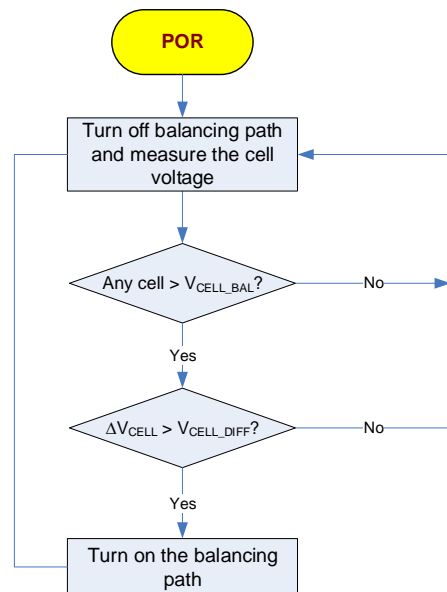 POR
Turn off balancing path
and measure the cell
voltage
Any cell > V_CELL_BAL?
No
Yes
ΔV_CELL > V_CELL_DIFF?
No
Yes
Turn on the balancing
path